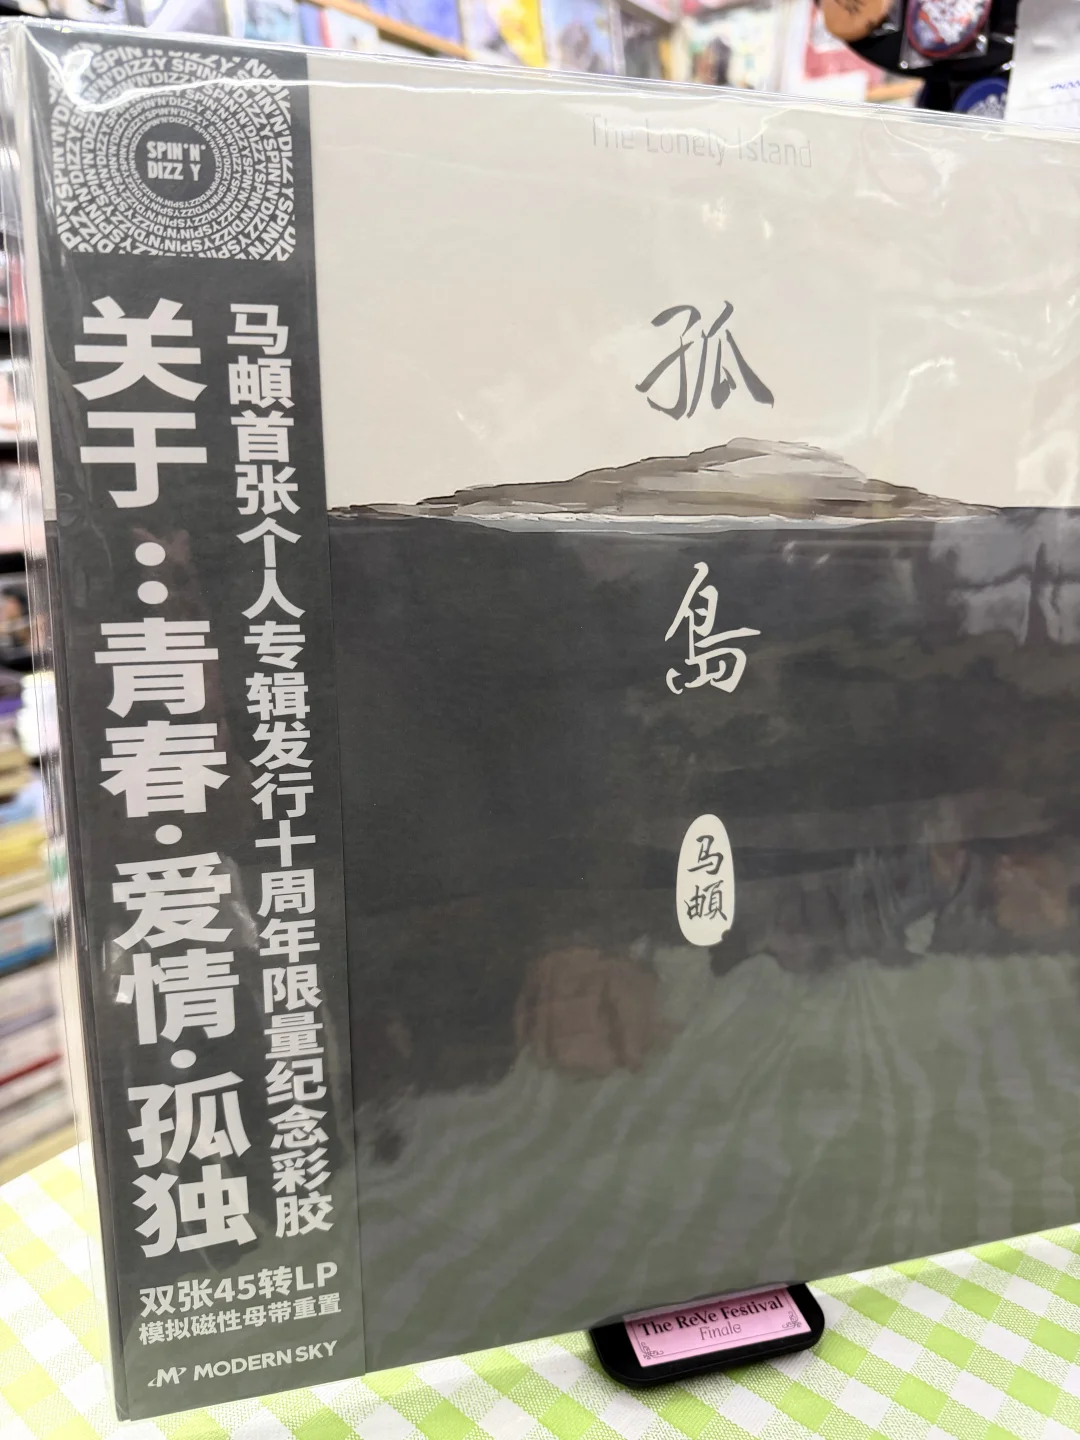 SPIN'N'
DIZZY
关于：青春·爱情·孤独
马頔首张个人专辑发行十周年限量纪念彩胶
双张45转LP
模拟磁性母带重置
MODERN SKY
The Lonely Island
孤
岛
马
頔
The ReVe Festival
Finale